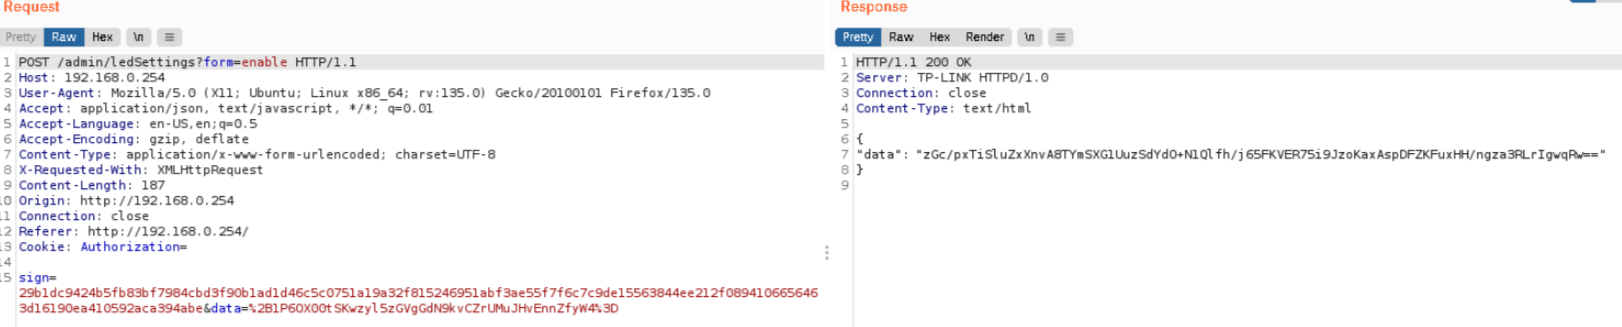 Request
Pretty Raw Hex \n ≡
1 POST /admin/ledSettings?form=enable HTTP/1.1
2 Host: 192.168.0.254
3 User-Agent: Mozilla/5.0 (X11; Ubuntu; Linux x86_64; rv:135.0) Gecko/20100101 Firefox/135.0
4 Accept: application/json, text/javascript, */*; q=0.01
5 Accept-Language: en-US,en;q=0.5
6 Accept-Encoding: gzip, deflate
7 Content-Type: application/x-www-form-urlencoded; charset=UTF-8
8 X-Requested-With: XMLHttpRequest
9 Content-Length: 187
10 Origin: http://192.168.0.254
11 Connection: close
12 Referer: http://192.168.0.254/
13 Cookie: Authorization=
14
15 sign=
29b1dc9424b5fb83bf7984cbd3f90b1ad1d46c5c0751a19a32f815246951abf3ae55f7f6c7c9de15563844ee212f089410665646
3d16190ea410592aca394abe&data=%2B1P6OX0OtSKwzyl5zGVgGdN9kvCZrUMuJHvEnnZfyW4%3D
Response
Pretty Raw Hex Render \n ≡
1 HTTP/1.1 200 OK
2 Server: TP-LINK HTTPD/1.0
3 Connection: close
4 Content-Type: text/html
5
6 {
7 "data": "zGc/pxTiSluZxXnvA8TYmSXG1UuzSdYdO+N1Qlfh/j65FKVER75i9JzoKaxAspDFZKFuxHH/ngza3RLrIgwqRw=="
8 }
9